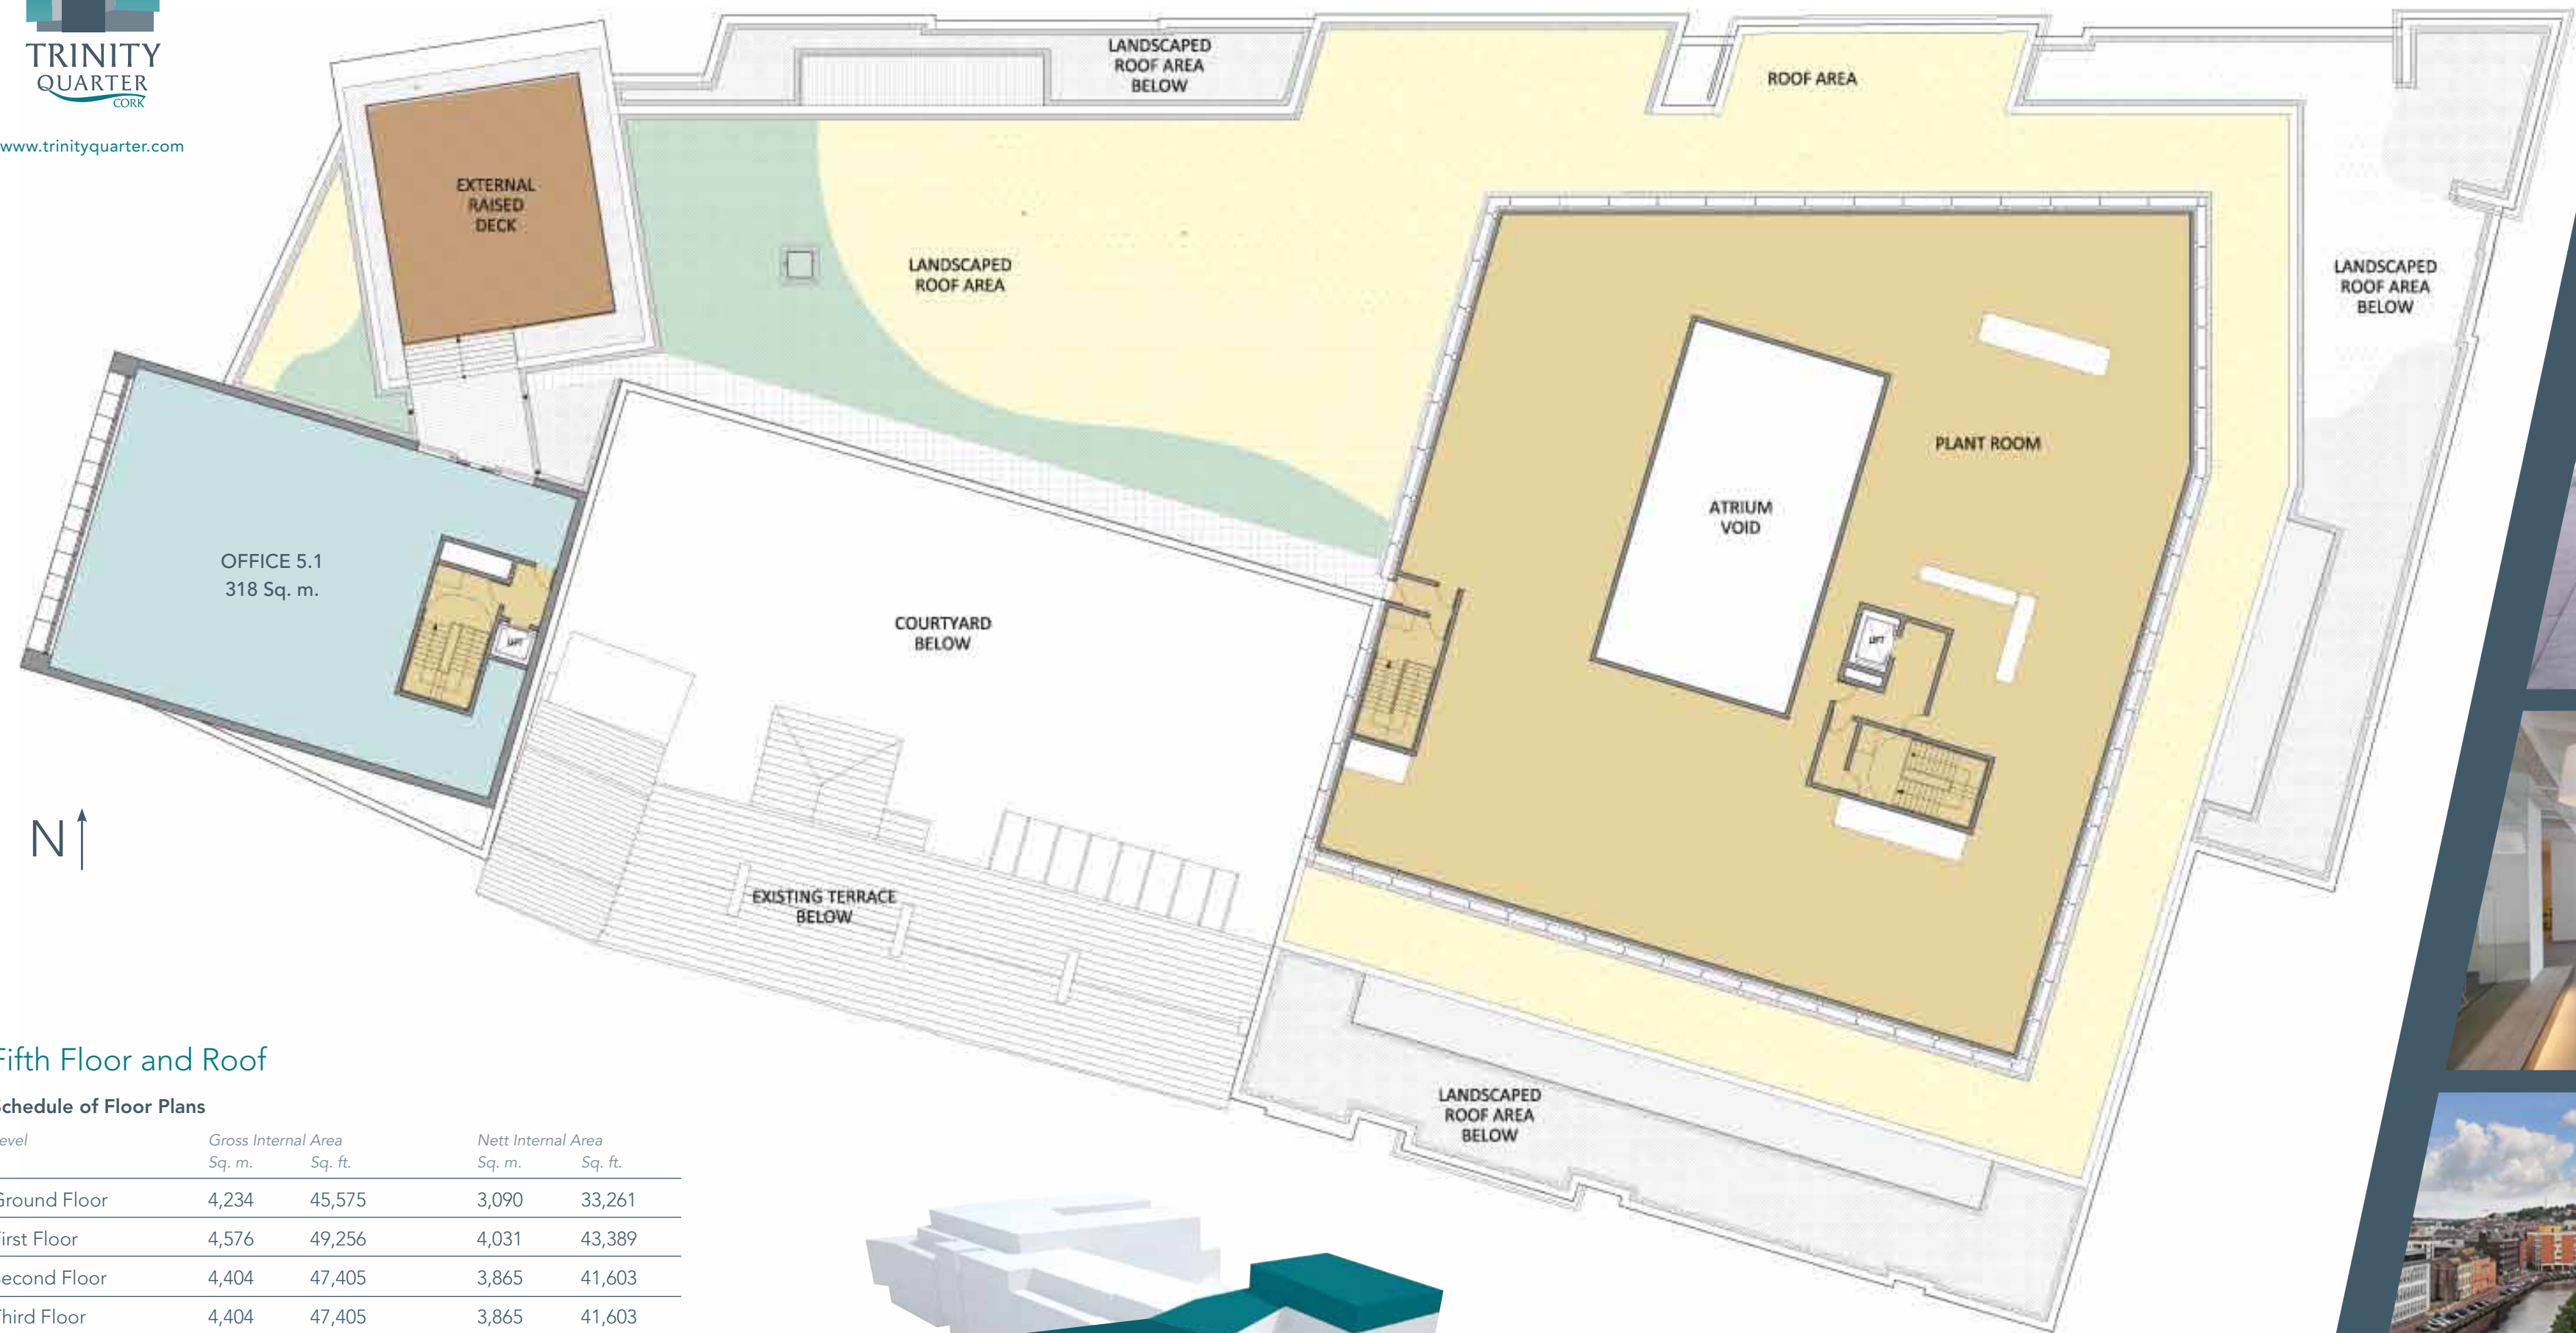 TRINITY
QUARTER
CORK
www.trinityquarter.com
LANDSCAPED
ROOF AREA
BELOW
ROOF AREA
EXTERNAL
RAISED
DECK
LANDSCAPED
ROOF AREA
LANDSCAPED
ROOF AREA
BELOW
PLANT ROOM
ATRIUM
VOID
OFFICE 5.1
318 Sq. m.
LIFT
COURTYARD
BELOW
LIFT
N
EXISTING TERRACE
BELOW
LANDSCAPED
ROOF AREA
BELOW
Fifth Floor and Roof
Schedule of Floor Plans
Level Gross Internal Area Nett Internal Area
Sq. m. Sq. ft. Sq. m. Sq. ft.
Ground Floor 4,234 45,575 3,090 33,261
First Floor 4,576 49,256 4,031 43,389
Second Floor 4,404 47,405 3,865 41,603
Third Floor 4,404 47,405 3,865 41,603